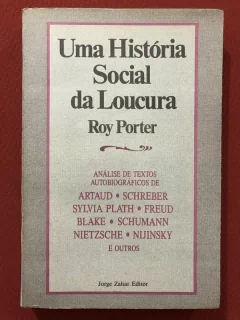 Uma História
Social
da Loucura
Roy Porter
ANÁLISE DE TEXTOS
AUTOBIOGRÁFICOS DE
ARTAUD • SCHREBER
SYLVIA PLATH • FREUD
BLAKE • SCHUMANN
NIETZSCHE • NIJINSKY
E OUTROS
Jorge Zahar Editor